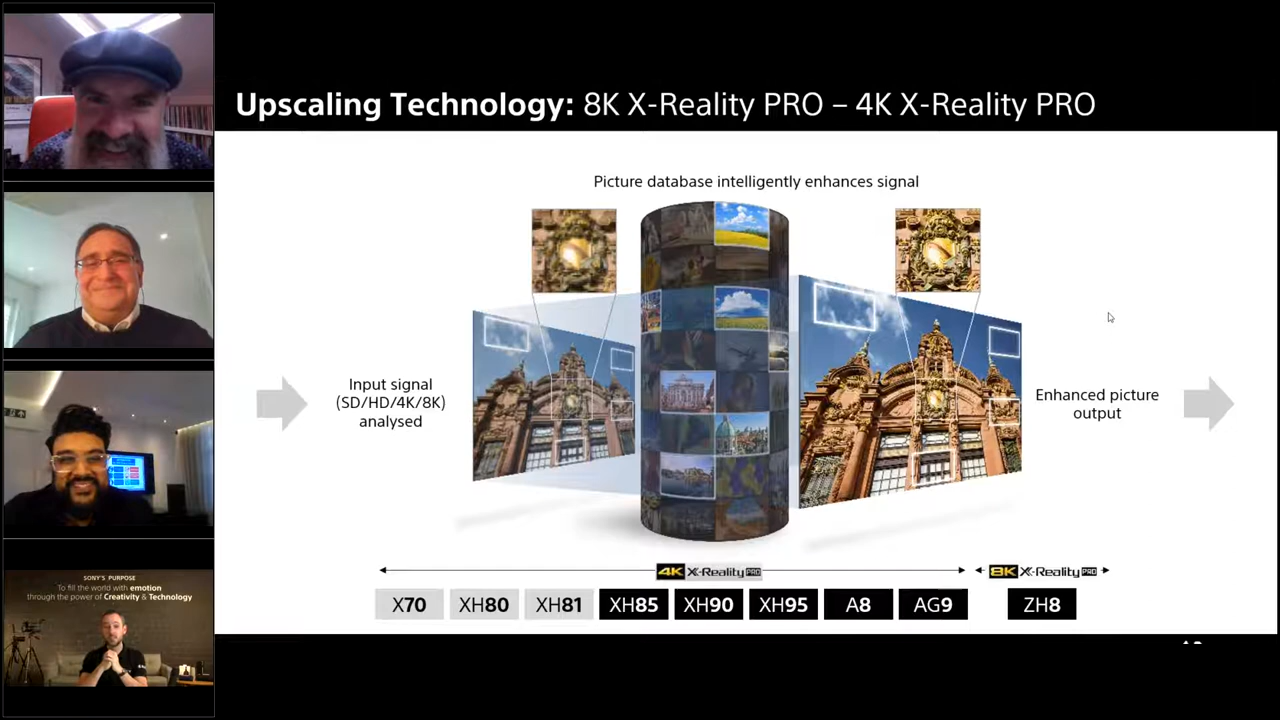 Upscaling Technology: 8K X-Reality PRO – 4K X-Reality PRO
Picture database intelligently enhances signal
Input signal
(SD/HD/4K/8K)
analysed
Enhanced picture
output
4K X-Reality PRO
8K X-Reality PRO
X70
XH80
XH81
XH85
XH90
XH95
A8
AG9
ZH8
SONY'S PURPOSE
To fill the world with emotion
through the power of Creativity & Technology